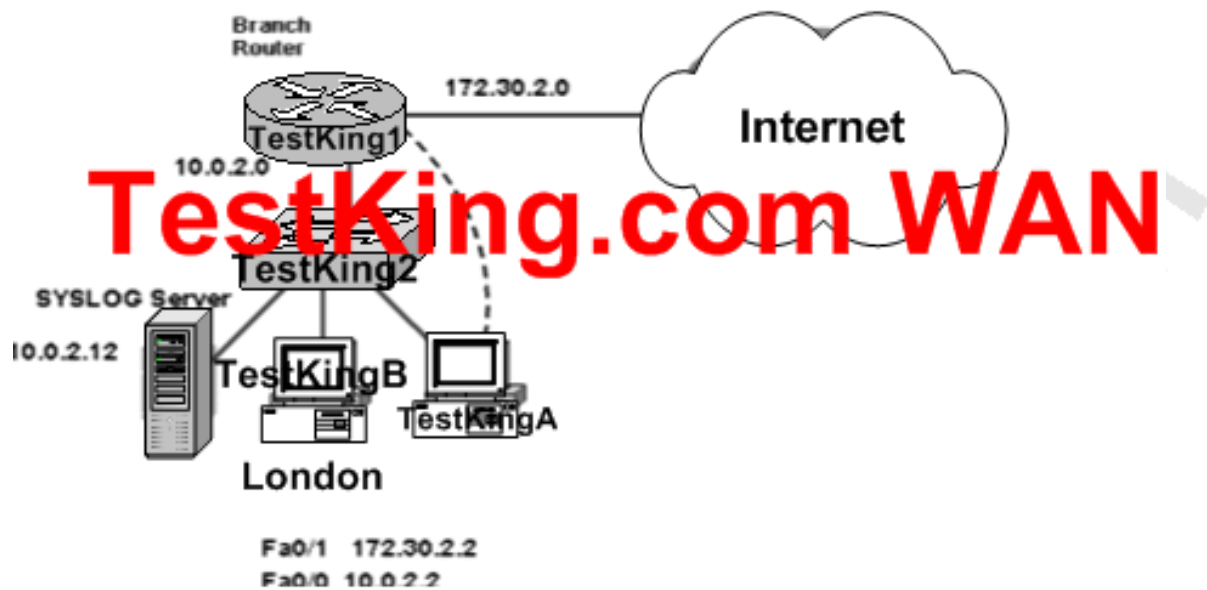 Branch
Router
172.30.2.0
Internet
TestKing1
10.0.2.0
TestKing.com WAN
TestKing2
SYSLOG Server
10.0.2.12
TestKingB
TestKingA
London
Fa0/1 172.30.2.2
Fa0/0 10.0.2.2